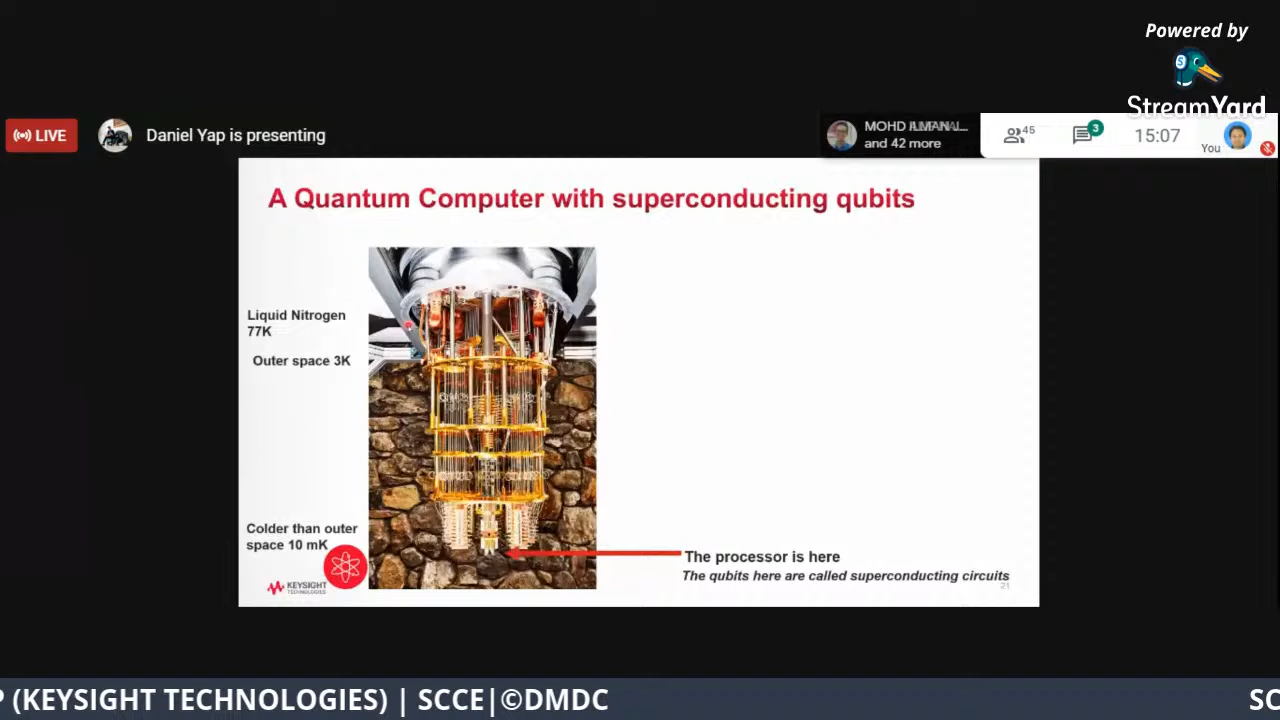 Powered by
StreamYard
LIVE
Daniel Yap is presenting
and 42 more
45
3
15:07
You
A Quantum Computer with superconducting qubits
Liquid Nitrogen
77K
Outer space 3K
Colder than outer
space 10 mK
The processor is here
The qubits here are called superconducting circuits
21
KEYSIGHT
TECHNOLOGIES
P (KEYSIGHT TECHNOLOGIES) | SCCE|©DMDC
SC